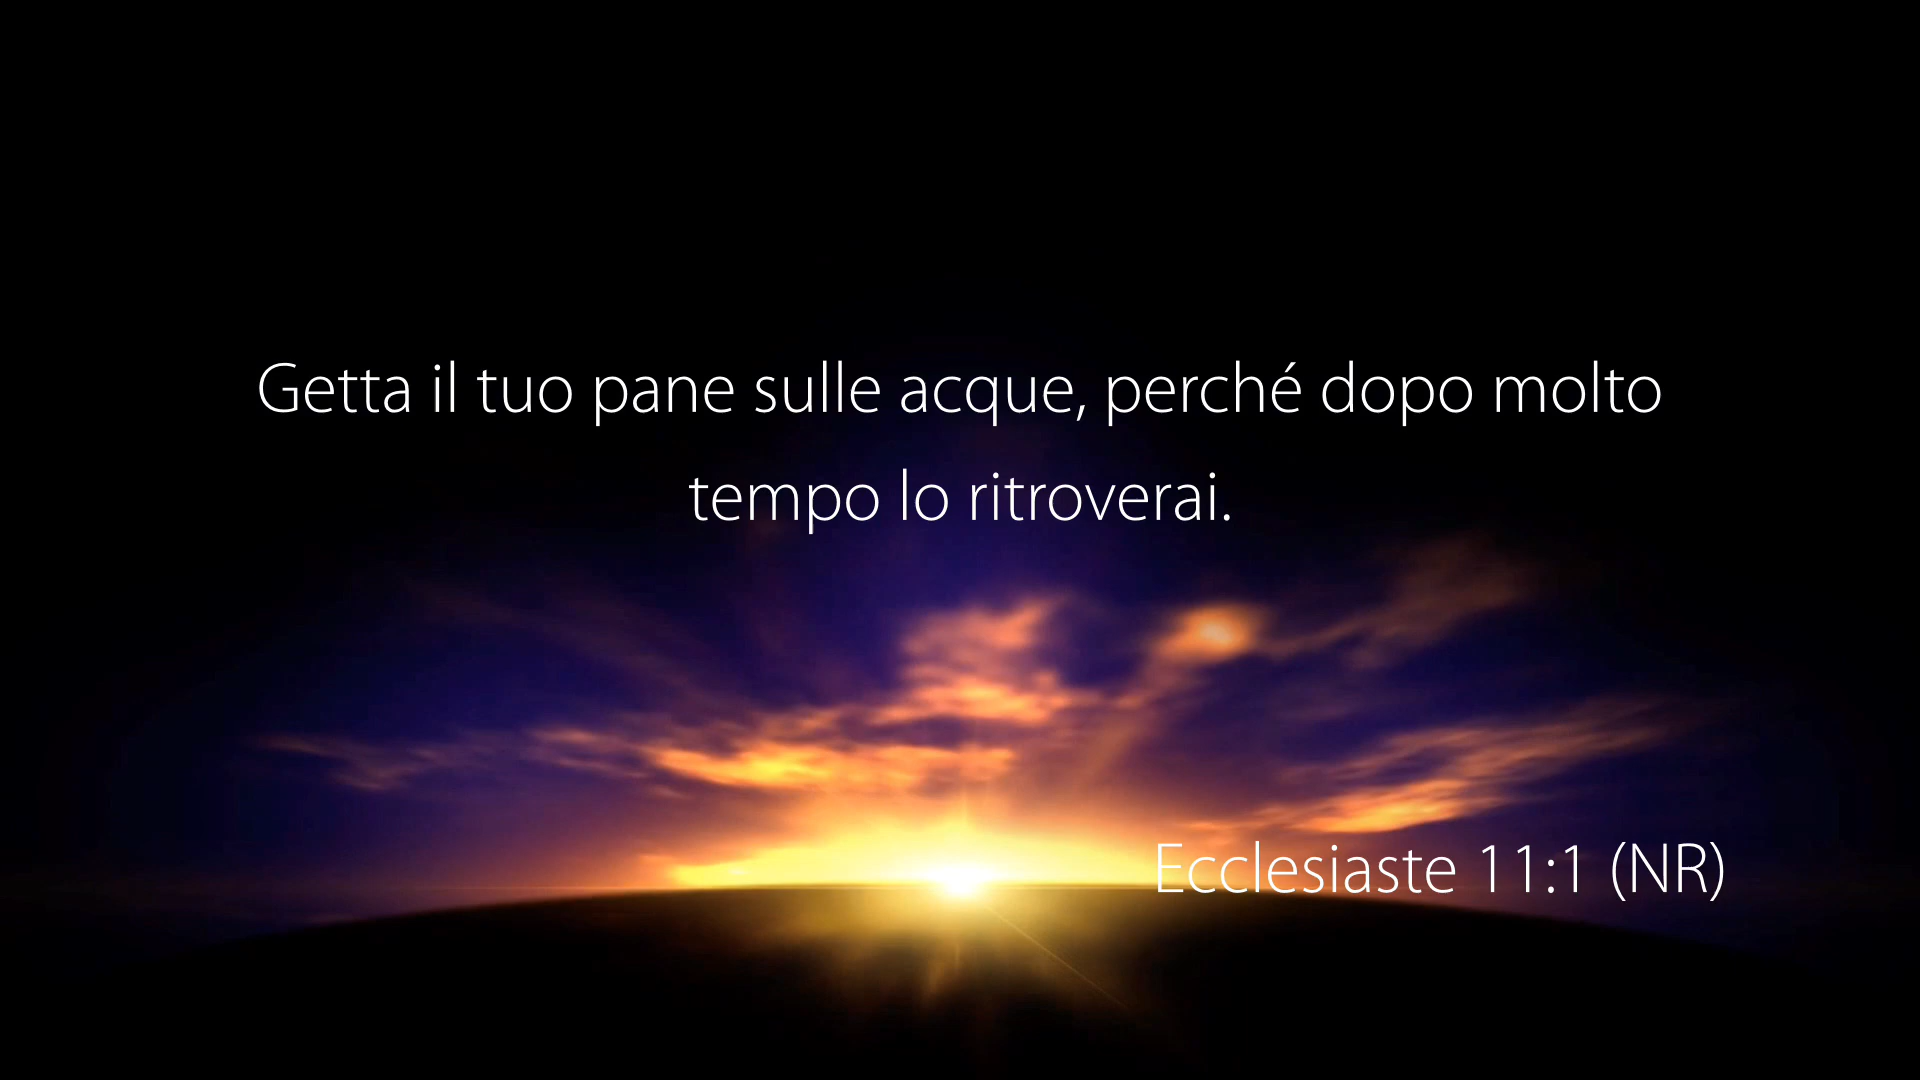 Getta il tuo pane sulle acque, perché dopo molto
tempo lo ritroverai.
Ecclesiaste 11:1 (NR)